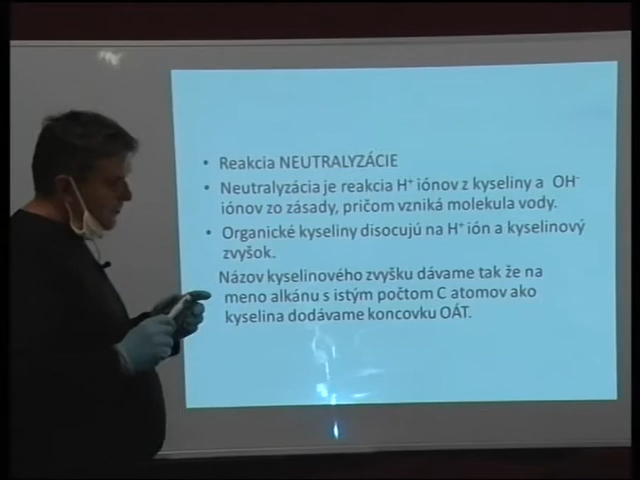 • Reakcia NEUTRALYZÁCIE
• Neutralyzácia je reakcia H⁺ iónov z kyseliny a OH⁻
iónov zo zásady, pričom vzniká molekula vody.
• Organické kyseliny disocujú na H⁺ ión a kyselinový
zvyšok.
Názov kyselinového zvyšku dávame tak že na
meno alkánu s istým počtom C atomov ako
kyselina dodávame koncovku OÁT.